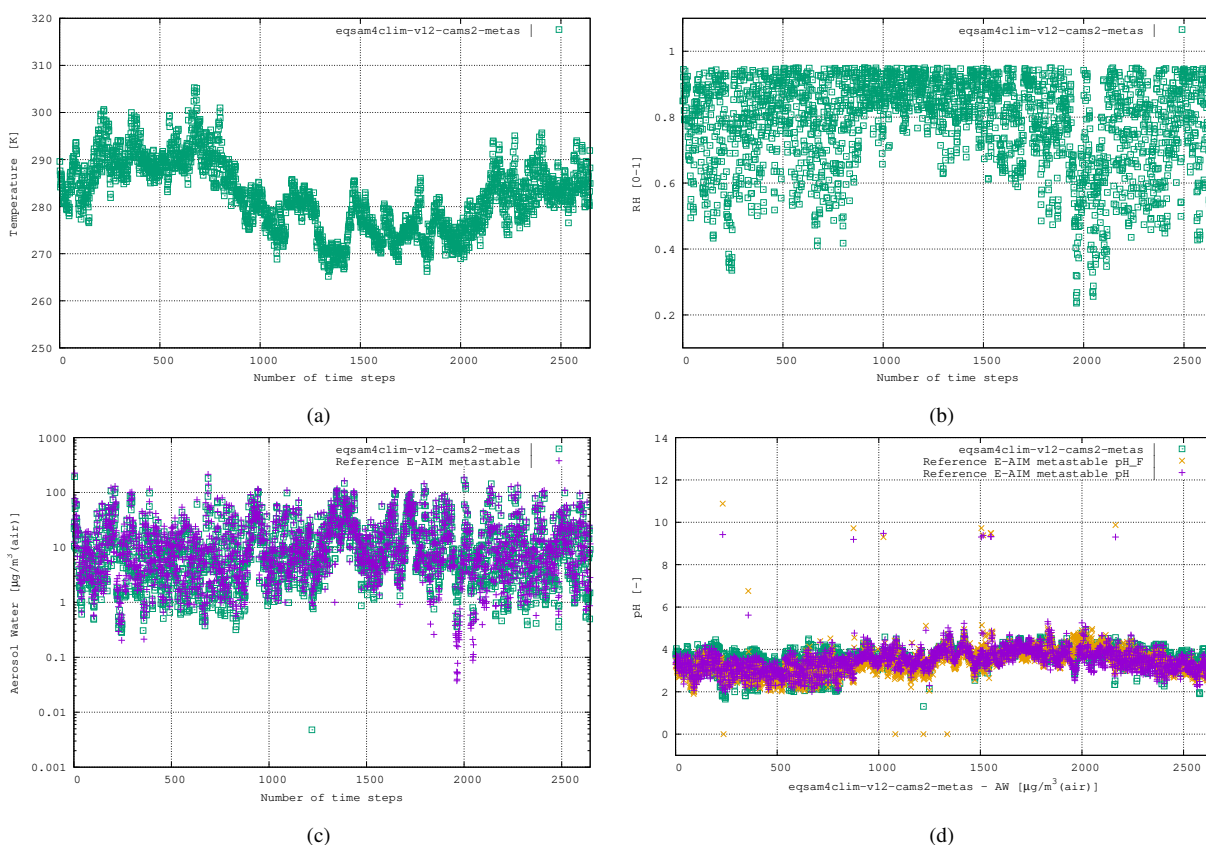 320
310
300
290
280
270
260
250
0
500
1000
1500
2000
2500
Temperature [K]
Number of time steps
eqsam4clim-v12-cams2-metas
(a)
1
0.8
0.6
0.4
0.2
0
500
1000
1500
2000
2500
RH [0-1]
Number of time steps
eqsam4clim-v12-cams2-metas
(b)
1000
100
10
1
0.1
0.01
0.001
0
500
1000
1500
2000
2500
Aerosol Water [μg/m³(air)]
Number of time steps
eqsam4clim-v12-cams2-metas
Reference E-AIM metastable
(c)
14
12
10
8
6
4
2
0
0
500
1000
1500
2000
2500
pH [-]
eqsam4clim-v12-cams2-metas - AW [μg/m³(air)]
eqsam4clim-v12-cams2-metas
Reference E-AIM metastable pH_F
Reference E-AIM metastable pH
(d)